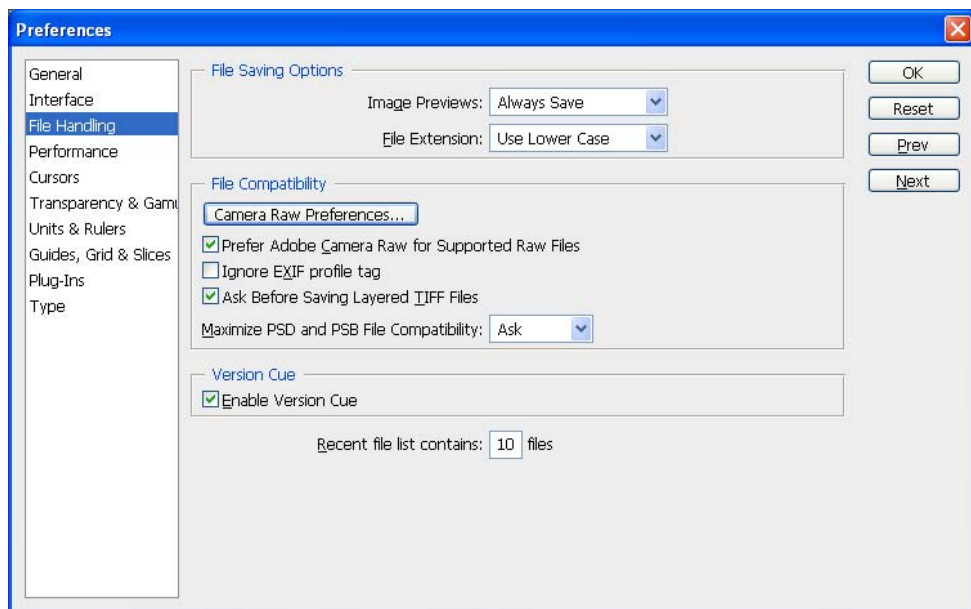 Preferences
General
Interface
File Handling
Performance
Cursors
Transparency & Gamu
Units & Rulers
Guides, Grid & Slices
Plug-Ins
Type
File Saving Options
Image Previews: Always Save
File Extension: Use Lower Case
File Compatibility
Camera Raw Preferences...
Prefer Adobe Camera Raw for Supported Raw Files
Ignore EXIF profile tag
Ask Before Saving Layered TIFF Files
Maximize PSD and PSB File Compatibility: Ask
Version Cue
Enable Version Cue
Recent file list contains: 10 files
OK
Reset
Prev
Next